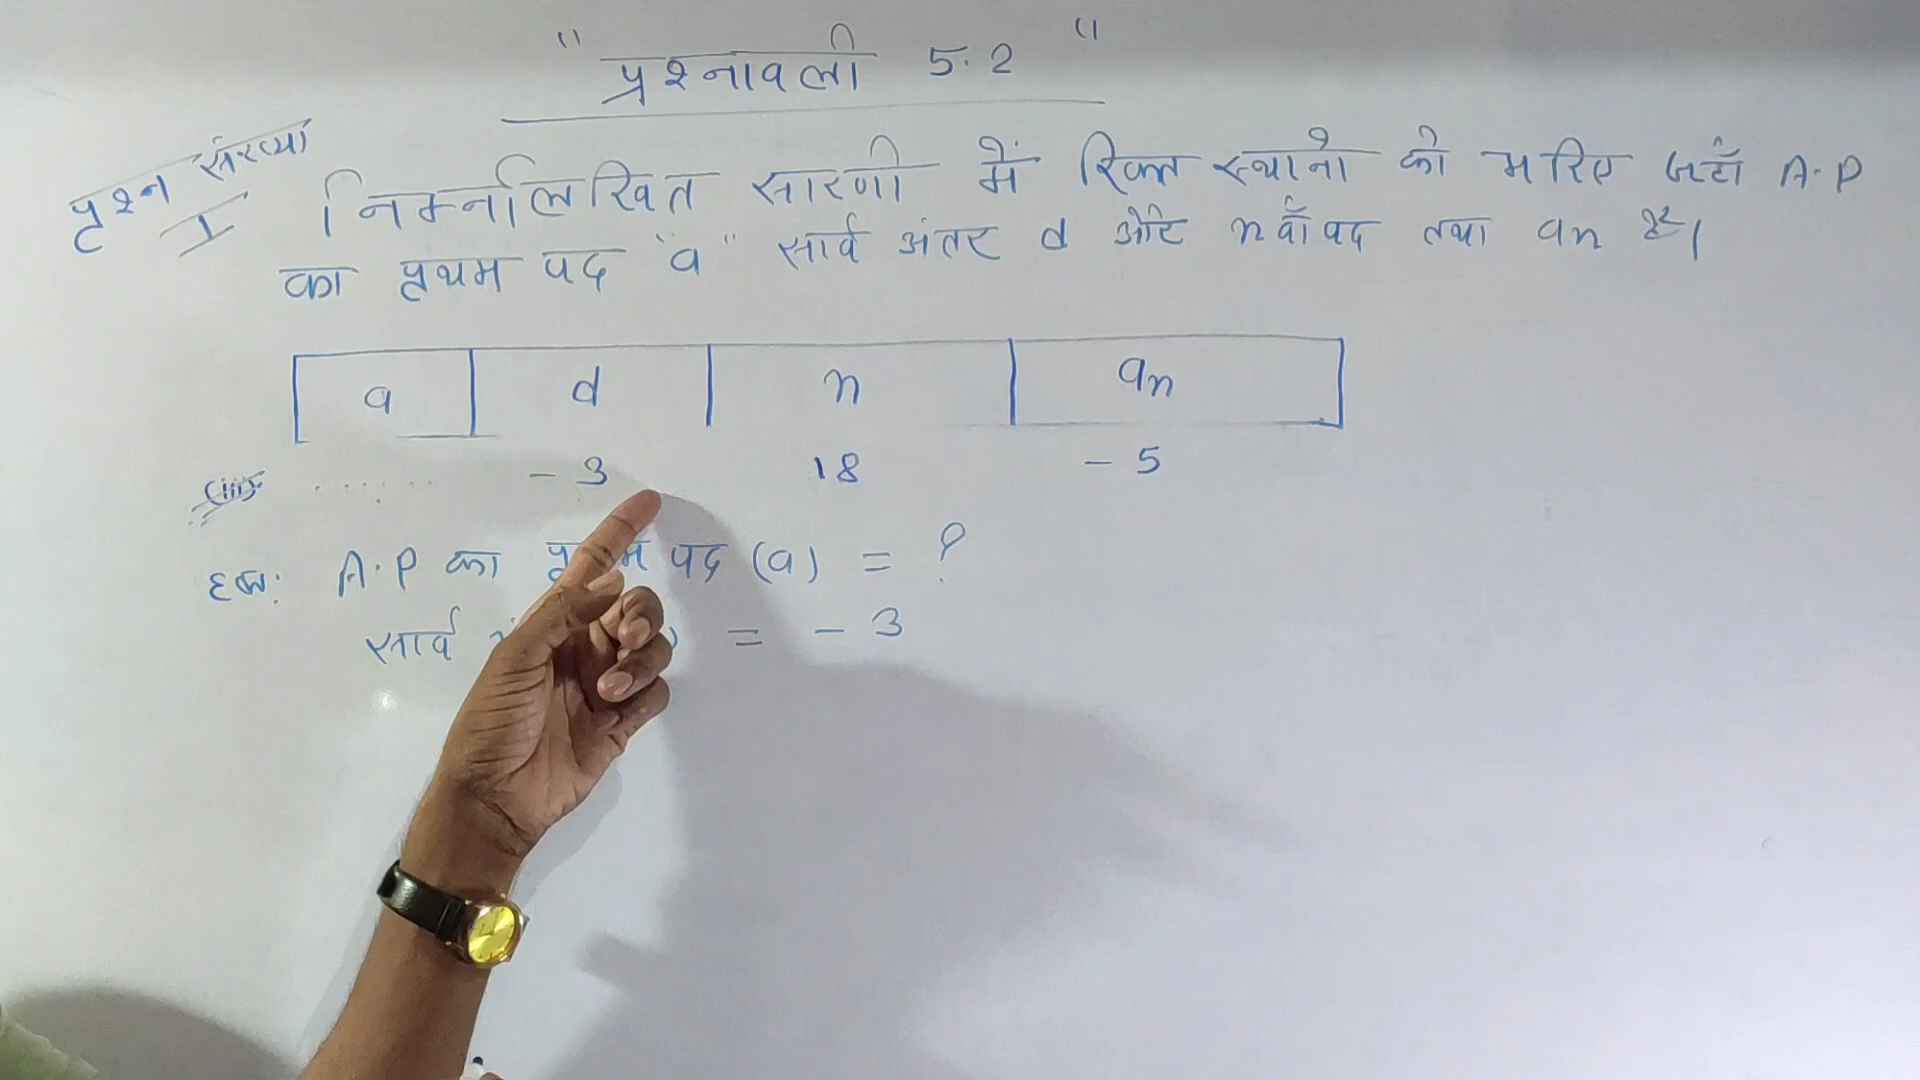 " प्रश्नावली 5.2 "
प्रश्न संख्या
1 निम्नलिखित सारणी में रिक्त स्थानो को भरिए जहाँ A.P
का प्रथम पद "a" सार्व अंतर d और n वाँ पद तथा an है।
a d n an
(iii) ....... - 3 18 - 5
हल: A.P का पद (a) = ?
सार्व = - 3